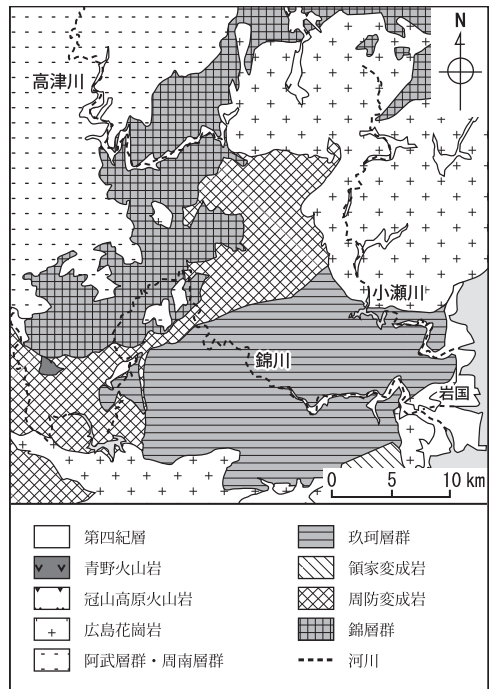 N
高津川
小瀬川
錦川
岩国
0 5 10 km
第四紀層
青野火山岩
冠山高原火山岩
広島花崗岩
阿武層群・周南層群
玖珂層群
領家変成岩
周防変成岩
錦層群
河川